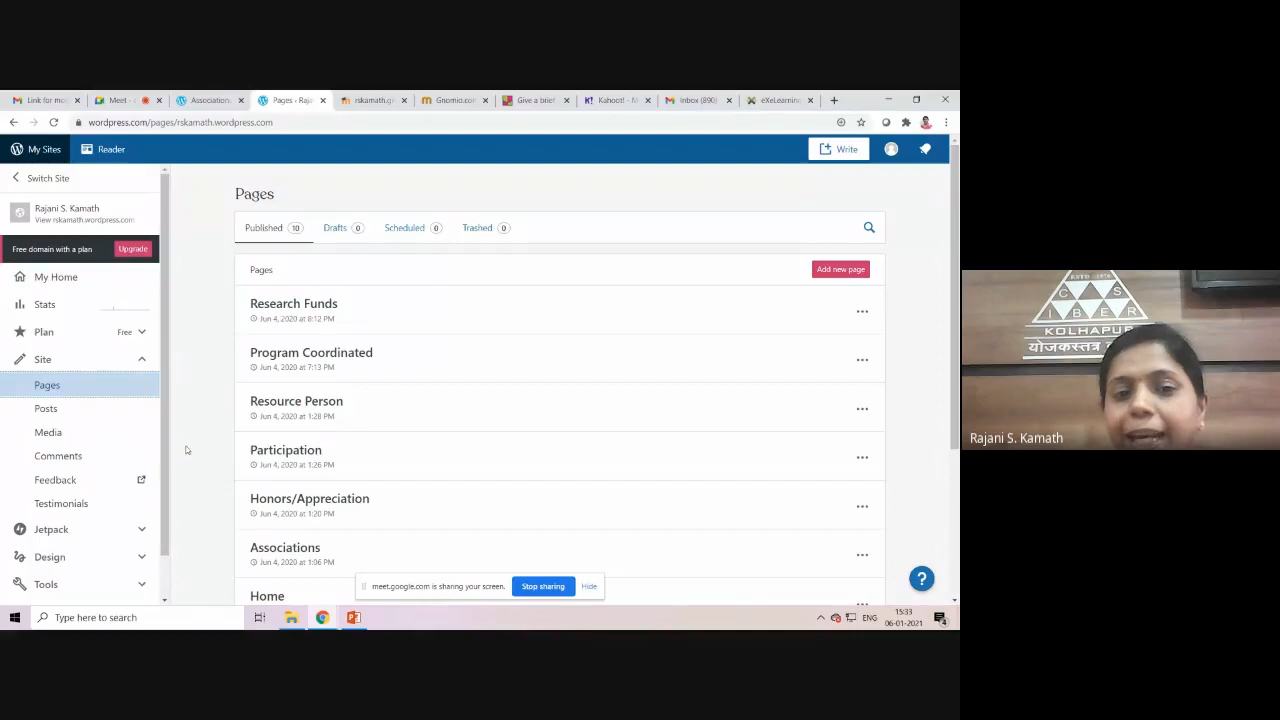 Link for mo
Meet -
Association
Pages ‹ Raja
rskamath.gn
Gnomio.com
Give a brief
Kahoot! - M
Inbox (890)
eXeLearning
wordpress.com/pages/rskamath.wordpress.com
My Sites
Reader
Write
Switch Site
Rajani S. Kamath
View rskamath.wordpress.com
Free domain with a plan
Upgrade
My Home
Stats
Plan
Free
Site
Pages
Posts
Media
Comments
Feedback
Testimonials
Jetpack
Design
Tools
Pages
Published 10
Drafts 0
Scheduled 0
Trashed 0
Pages
Add new page
Research Funds
Jun 4, 2020 at 8:12 PM
Program Coordinated
Jun 4, 2020 at 7:13 PM
Resource Person
Jun 4, 2020 at 1:28 PM
Participation
Jun 4, 2020 at 1:26 PM
Honors/Appreciation
Jun 4, 2020 at 1:20 PM
Associations
Jun 4, 2020 at 1:06 PM
Home
meet.google.com is sharing your screen.
Stop sharing
Hide
?
Type here to search
ENG
15:33
06-01-2021
4
C S
I B E R
KOLHAPUR
योजकस्तत्र
Rajani S. Kamath